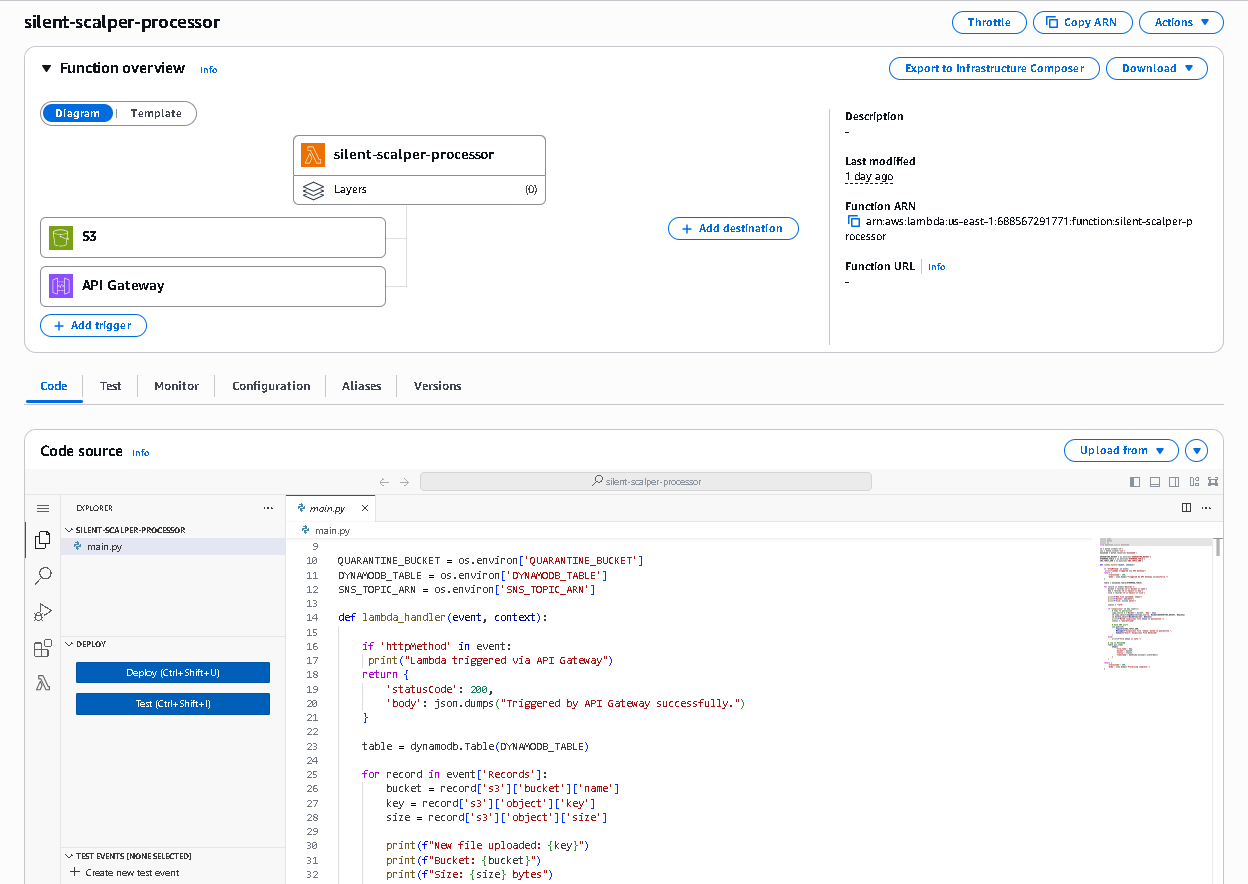 silent-scalper-processor
Throttle
Copy ARN
Actions
Function overview
Info
Export to Infrastructure Composer
Download
Diagram
Template
silent-scalper-processor
Layers
(0)
S3
API Gateway
+ Add trigger
+ Add destination
Description
-
Last modified
1 day ago
Function ARN
arn:aws:lambda:us-east-1:688567291771:function:silent-scalper-p
rocessor
Function URL
Info
-
Code
Test
Monitor
Configuration
Aliases
Versions
Code source
Info
Upload from
silent-scalper-processor
EXPLORER
SILENT-SCALPER-PROCESSOR
main.py
DEPLOY
Deploy (Ctrl+Shift+U)
Test (Ctrl+Shift+I)
TEST EVENTS [NONE SELECTED]
+ Create new test event
main.py
main.py
9
10 QUARANTINE_BUCKET = os.environ['QUARANTINE_BUCKET']
11 DYNAMODB_TABLE = os.environ['DYNAMODB_TABLE']
12 SNS_TOPIC_ARN = os.environ['SNS_TOPIC_ARN']
13
14 def lambda_handler(event, context):
15
16 if 'httpMethod' in event:
17 print("Lambda triggered via API Gateway")
18 return {
19 'statusCode': 200,
20 'body': json.dumps("Triggered by API Gateway successfully.")
21 }
22
23 table = dynamodb.Table(DYNAMODB_TABLE)
24
25 for record in event['Records']:
26 bucket = record['s3']['bucket']['name']
27 key = record['s3']['object']['key']
28 size = record['s3']['object']['size']
29
30 print(f"New file uploaded: {key}")
31 print(f"Bucket: {bucket}")
32 print(f"Size: {size} bytes")